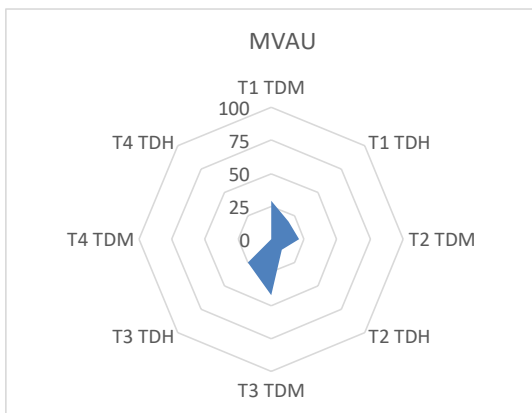 MVAU
T1 TDM
100
T4 TDH
T1 TDH
75
50
25
T4 TDM
0
T2 TDM
T3 TDH
T2 TDH
T3 TDM